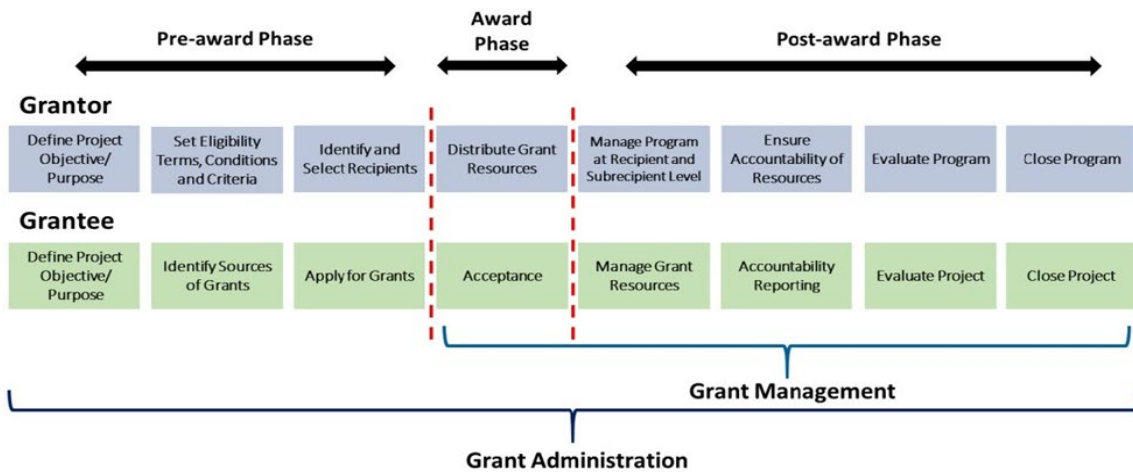 Pre-award Phase
Award
Phase
Post-award Phase
Grantor
Define Project
Objective/
Purpose
Set Eligibility
Terms, Conditions
and Criteria
Identify and
Select Recipients
Distribute Grant
Resources
Manage Program
at Recipient and
Subrecipient Level
Ensure
Accountability of
Resources
Evaluate Program
Close Program
Grantee
Define Project
Objective/
Purpose
Identify Sources
of Grants
Apply for Grants
Acceptance
Manage Grant
Resources
Accountability
Reporting
Evaluate Project
Close Project
Grant Management
Grant Administration